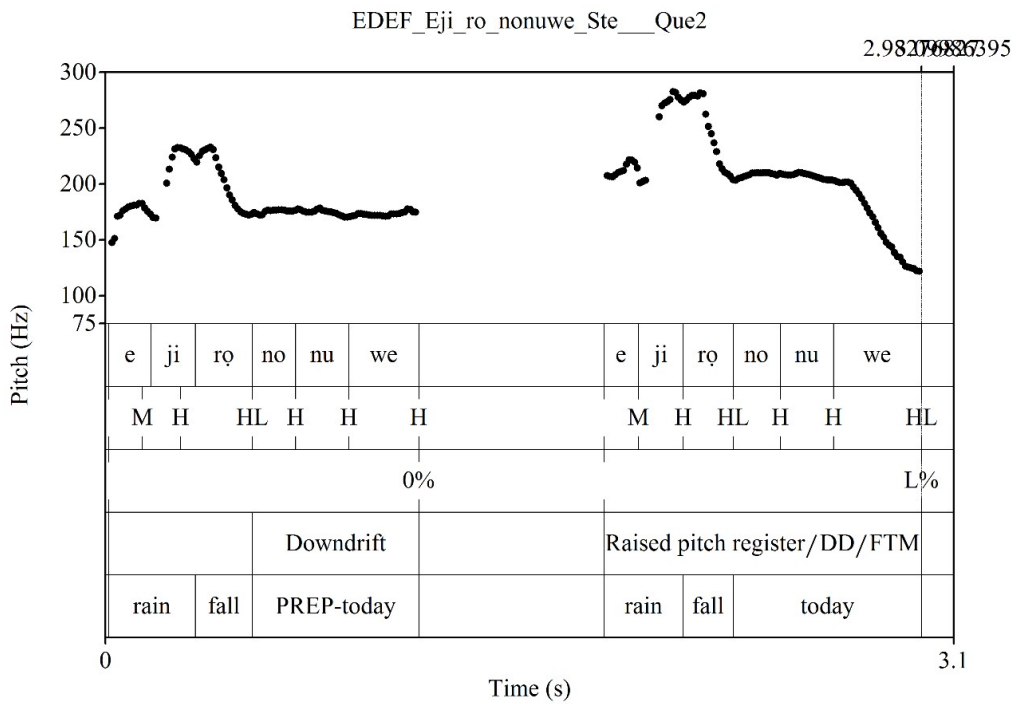 EDEF_Eji_ro_nonuwe_Ste___Que2
300
250
200
150
100
75
Pitch (Hz)
e ji rọ no nu we e ji rọ no nu we
M H HL H H H M H HL H H HL
0% L%
Downdrift Raised pitch register/DD/FTM
rain fall PREP-today rain fall today
0 3.1
Time (s)